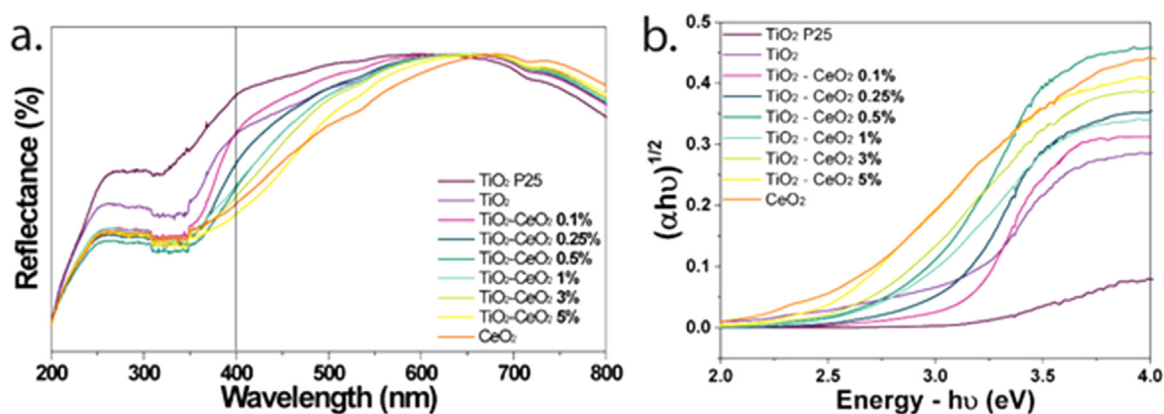 a.
Reflectance (%)
TiO₂ P25
TiO₂
TiO₂-CeO₂ 0.1%
TiO₂-CeO₂ 0.25%
TiO₂-CeO₂ 0.5%
TiO₂-CeO₂ 1%
TiO₂-CeO₂ 3%
TiO₂-CeO₂ 5%
CeO₂
200 300 400 500 600 700 800
Wavelength (nm)
b.
(αhυ)^1/2
0.5
0.4
0.3
0.2
0.1
0.0
TiO₂ P25
TiO₂
TiO₂ - CeO₂ 0.1%
TiO₂ - CeO₂ 0.25%
TiO₂ - CeO₂ 0.5%
TiO₂ - CeO₂ 1%
TiO₂ - CeO₂ 3%
TiO₂ - CeO₂ 5%
CeO₂
2.0 2.5 3.0 3.5 4.0
Energy - hυ (eV)